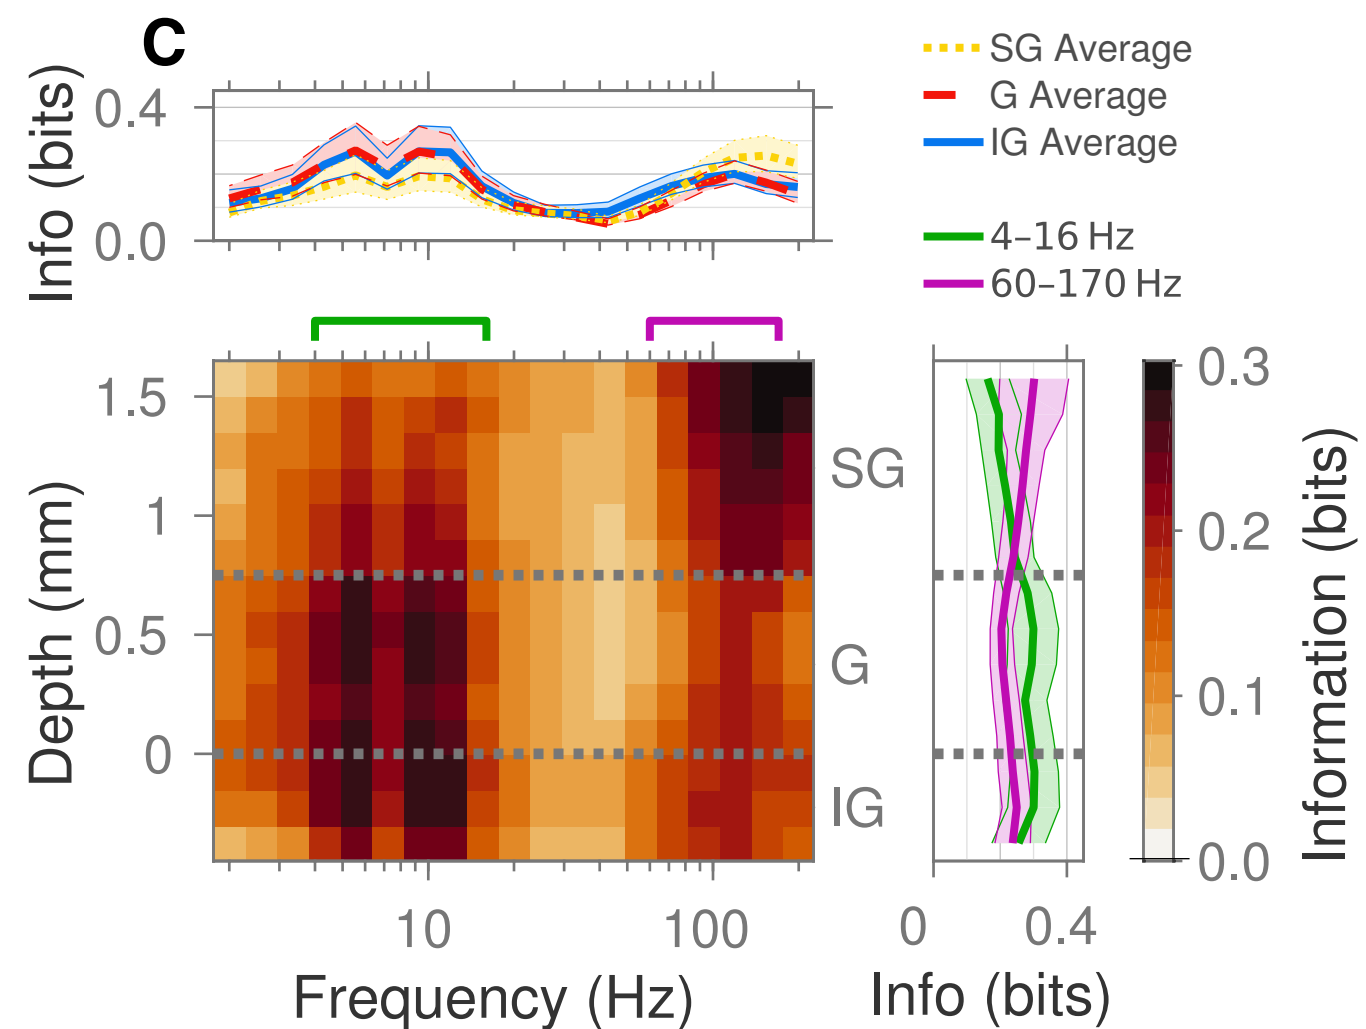 C
SG Average
G Average
IG Average
4–16 Hz
60–170 Hz
Info (bits)
0.4
0.0
Depth (mm)
1.5
1
0.5
0
SG
G
IG
10
100
Frequency (Hz)
0
0.4
Info (bits)
0.3
0.2
0.1
0.0
Information (bits)